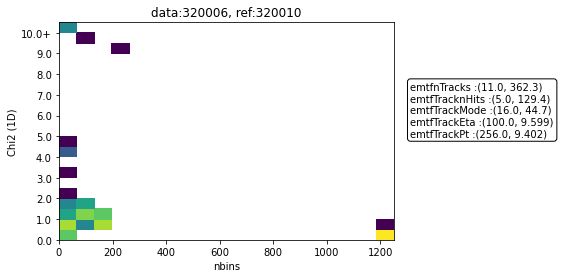 data:320006, ref:320010
Chi2 (1D)
10.0+
9.0
8.0
7.0
6.0
5.0
4.0
3.0
2.0
1.0
0.0
0 200 400 600 800 1000 1200
nbins
emtfnTracks :(11.0, 362.3)
emtfTracknHits :(5.0, 129.4)
emtfTrackMode :(16.0, 44.7)
emtfTrackEta :(100.0, 9.599)
emtfTrackPt :(256.0, 9.402)